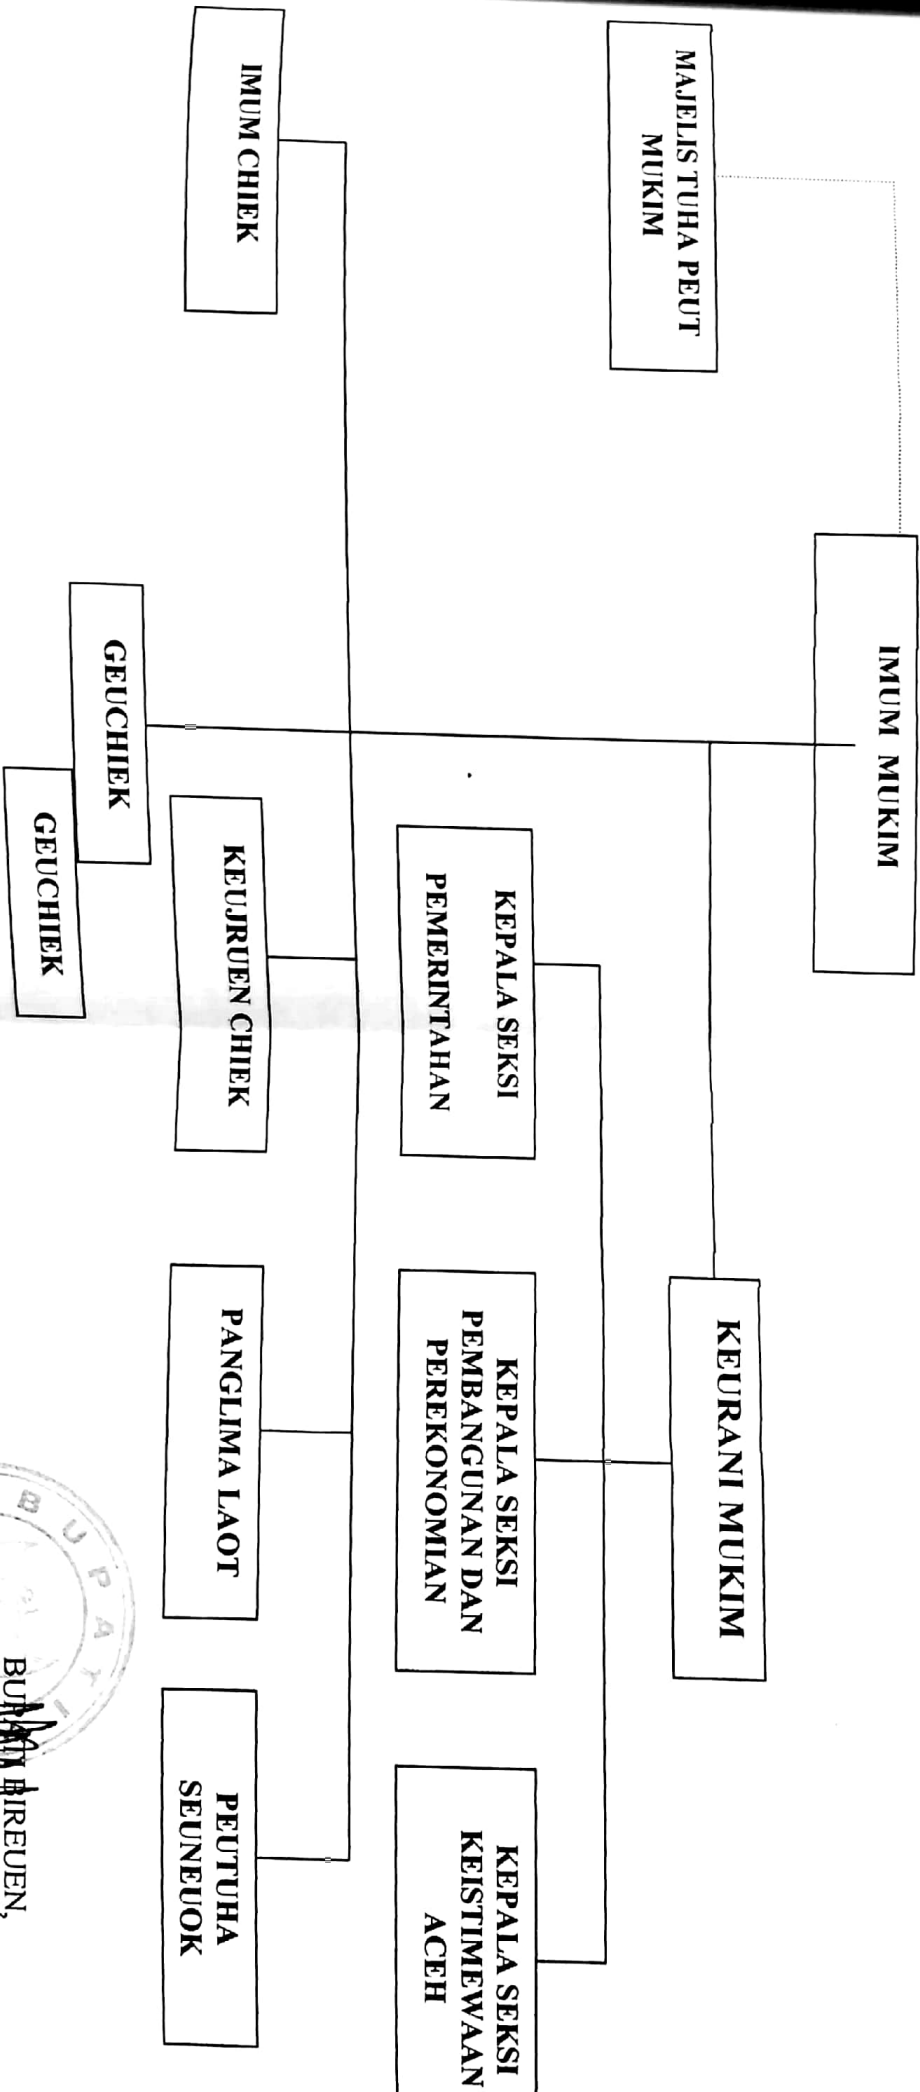 IMUM MUKIM
MAJELIS TUHA PEUT
MUKIM
KEURANI MUKIM
KEPALA SEKSI
PEMERINTAHAN
KEPALA SEKSI
PEMBANGUNAN DAN
PEREKONOMIAN
KEPALA SEKSI
KEISTIMEWAAN
ACEH
IMUM CHIEK
KEUJRUEN CHIEK
PANGLIMA LAOT
PEUTUHA
SEUNEUOK
GEUCHIEK
GEUCHIEK
BUPATI
BUPATI BIREUEN,